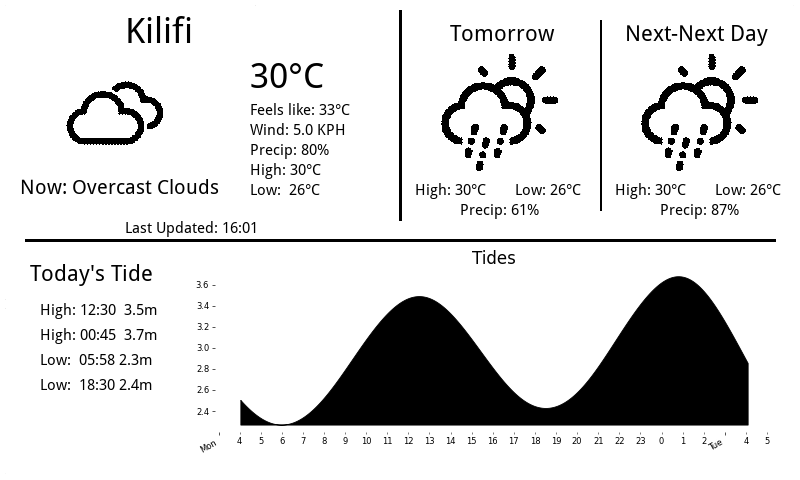 Kilifi
30°C
Feels like: 33°C
Wind: 5.0 KPH
Precip: 80%
High: 30°C
Low: 26°C
Now: Overcast Clouds
Last Updated: 16:01
Tomorrow
High: 30°C Low: 26°C
Precip: 61%
Next-Next Day
High: 30°C Low: 26°C
Precip: 87%
Today's Tide
High: 12:30 3.5m
High: 00:45 3.7m
Low: 05:58 2.3m
Low: 18:30 2.4m
Tides
3.6
3.4
3.2
3.0
2.8
2.6
2.4
Mon 4 5 6 7 8 9 10 11 12 13 14 15 16 17 18 19 20 21 22 23 0 1 2 Tue 4 5